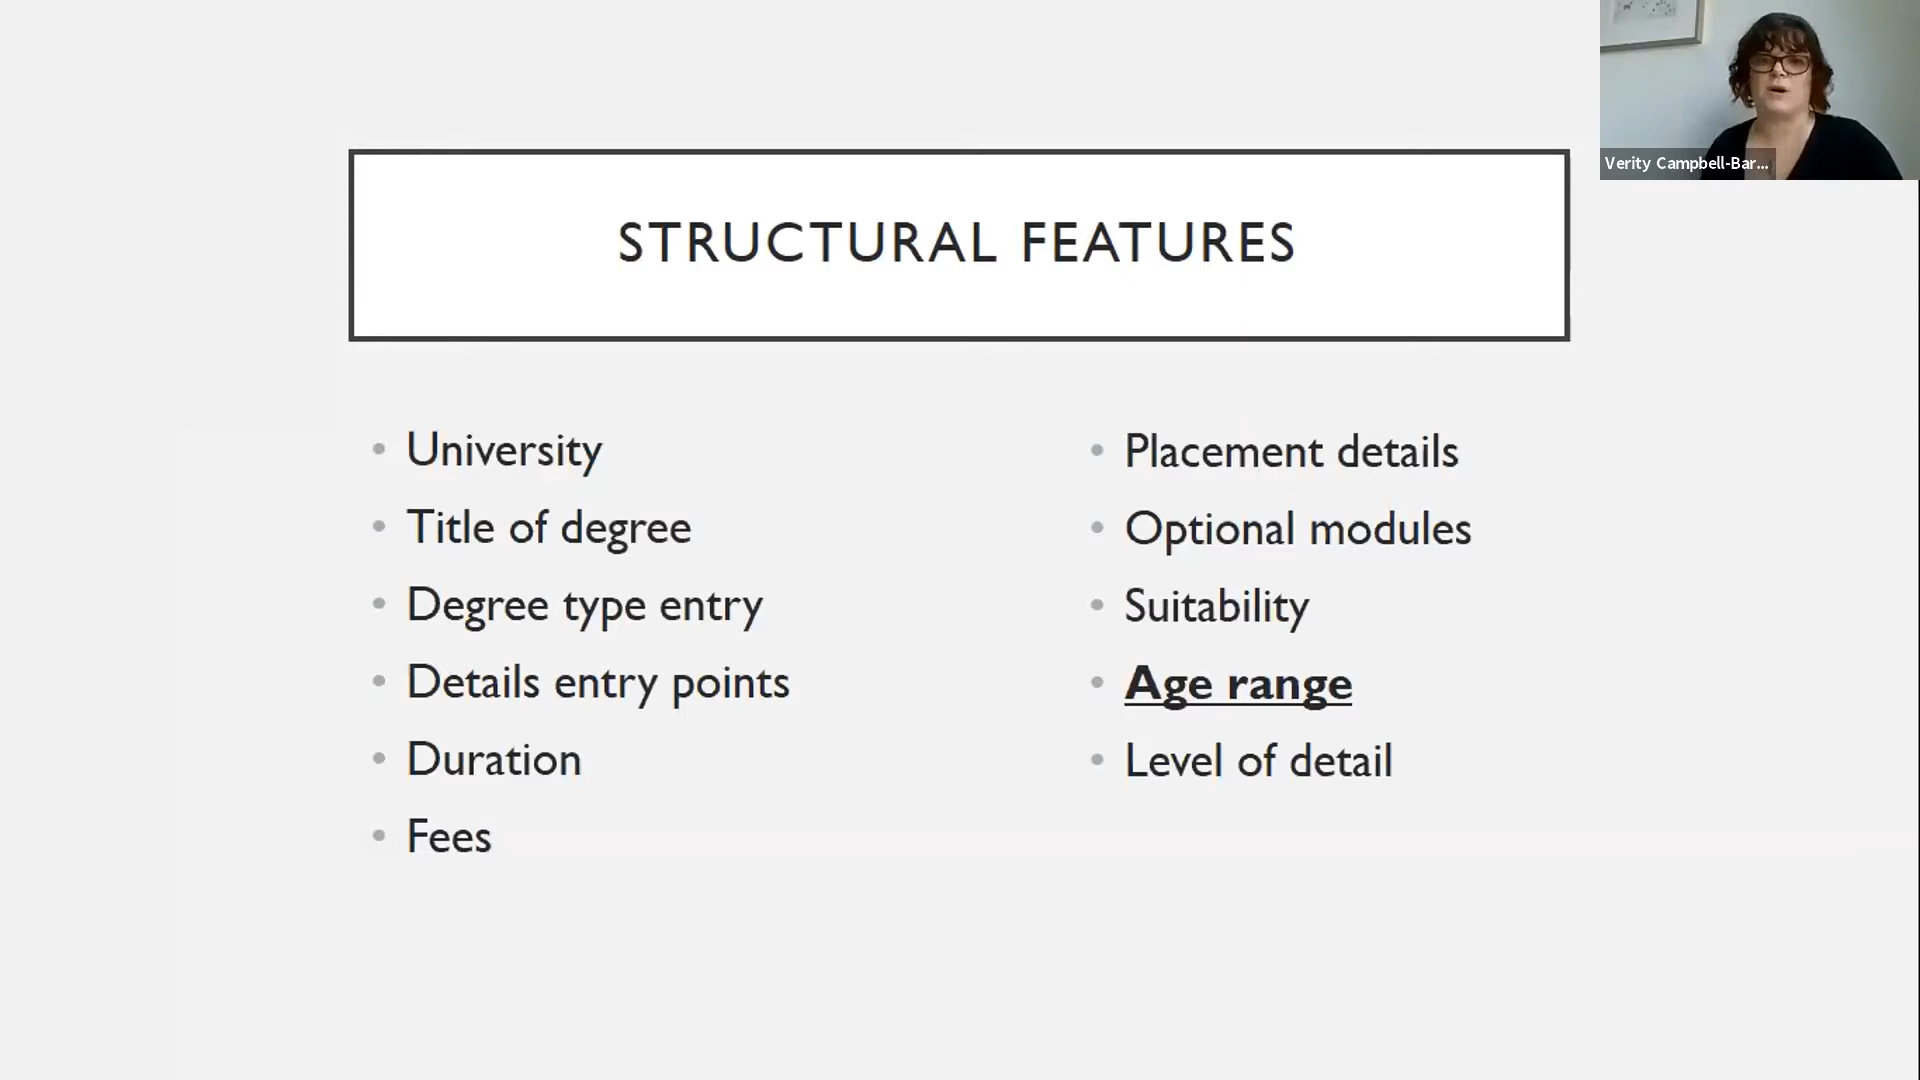 STRUCTURAL FEATURES
• University
• Title of degree
• Degree type entry
• Details entry points
• Duration
• Fees
• Placement details
• Optional modules
• Suitability
• Age range
• Level of detail
Verity Campbell-Bar...